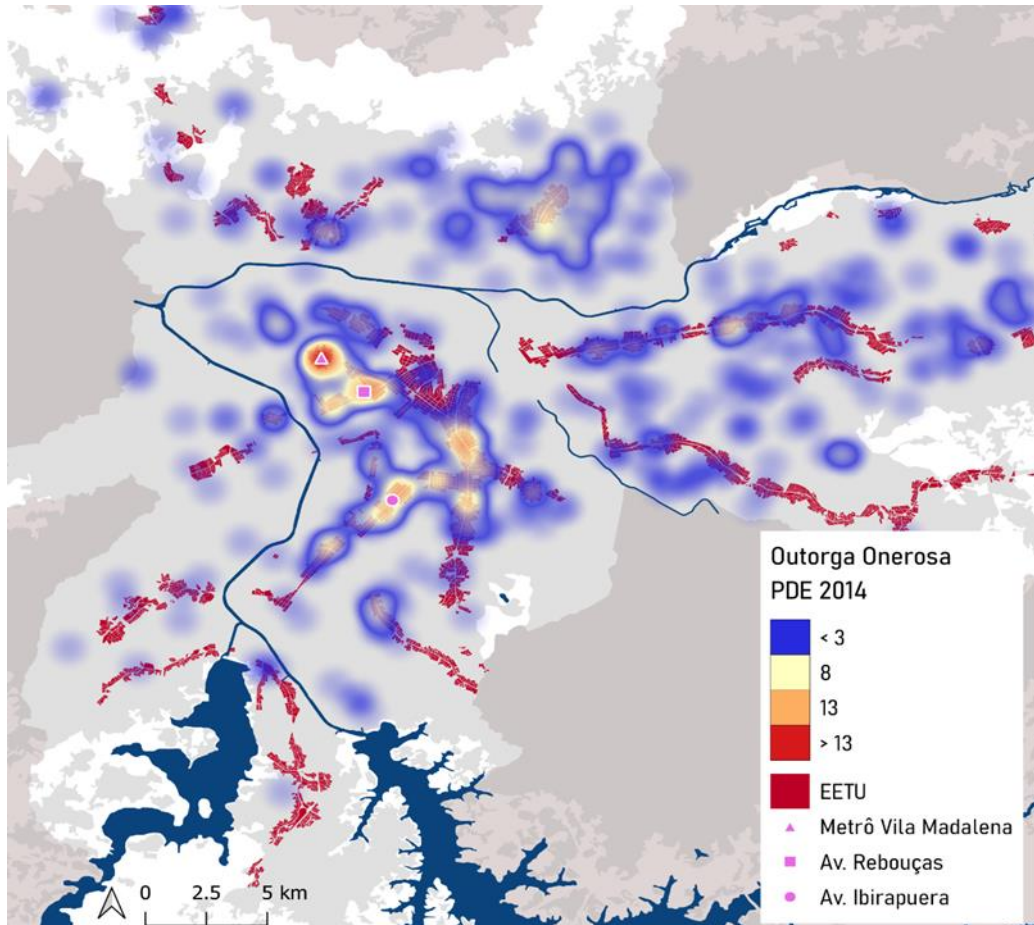 Outorga Onerosa
PDE 2014
< 3
8
13
> 13
EETU
Metrô Vila Madalena
Av. Rebouças
Av. Ibirapuera
0 2.5 5 km